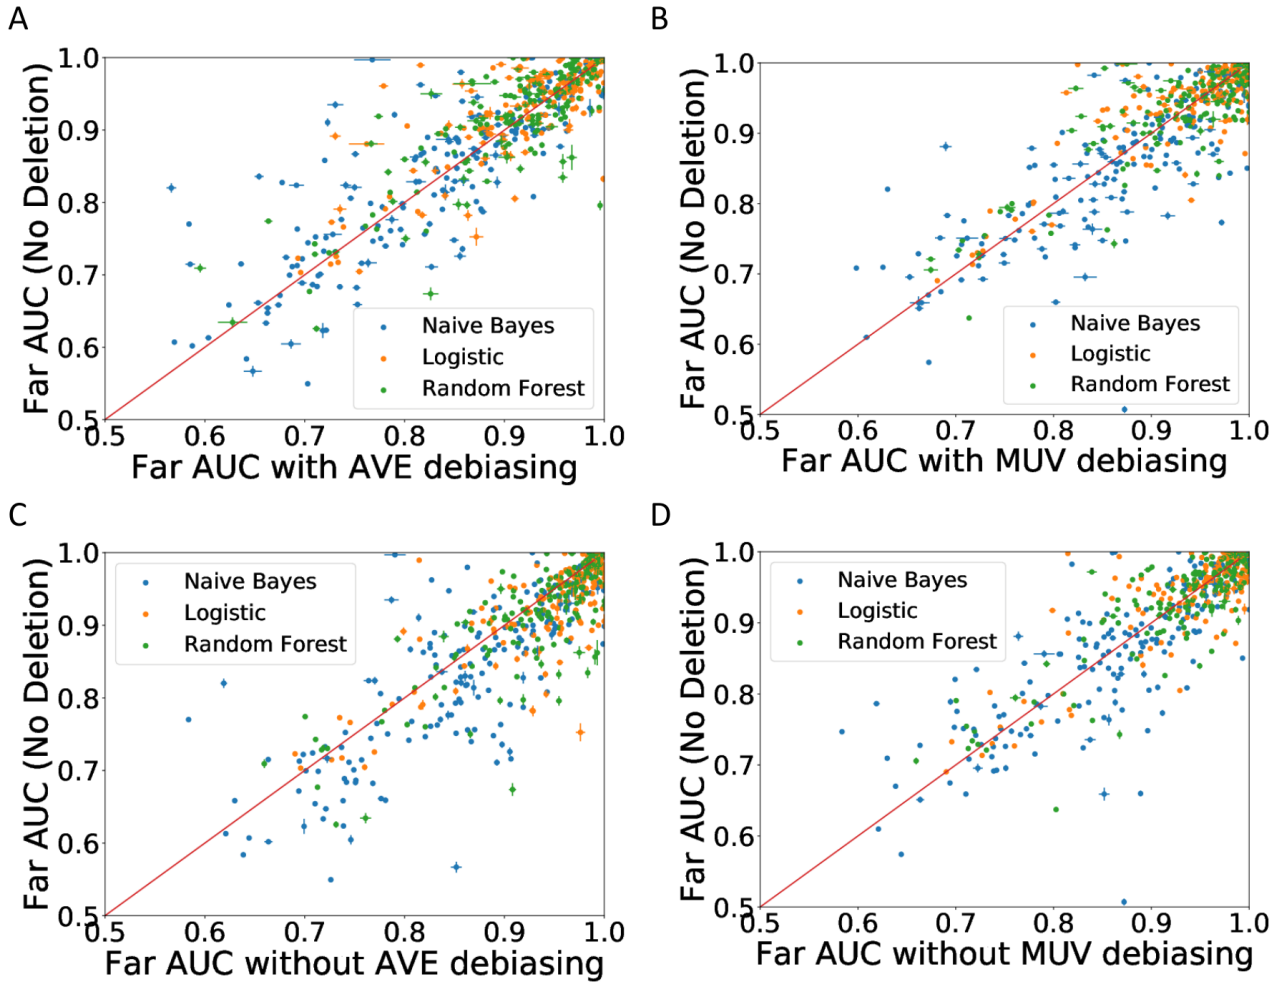 A
Far AUC (No Deletion)
1.0
0.9
0.8
0.7
0.6
0.5
Naive Bayes
Logistic
Random Forest
0.5 0.6 0.7 0.8 0.9 1.0
Far AUC with AVE debiasing
B
Far AUC (No Deletion)
1.0
0.9
0.8
0.7
0.6
0.5
Naive Bayes
Logistic
Random Forest
0.5 0.6 0.7 0.8 0.9 1.0
Far AUC with MUV debiasing
C
Far AUC (No Deletion)
1.0
0.9
0.8
0.7
0.6
0.5
Naive Bayes
Logistic
Random Forest
0.5 0.6 0.7 0.8 0.9 1.0
Far AUC without AVE debiasing
D
Far AUC (No Deletion)
1.0
0.9
0.8
0.7
0.6
0.5
Naive Bayes
Logistic
Random Forest
0.5 0.6 0.7 0.8 0.9 1.0
Far AUC without MUV debiasing